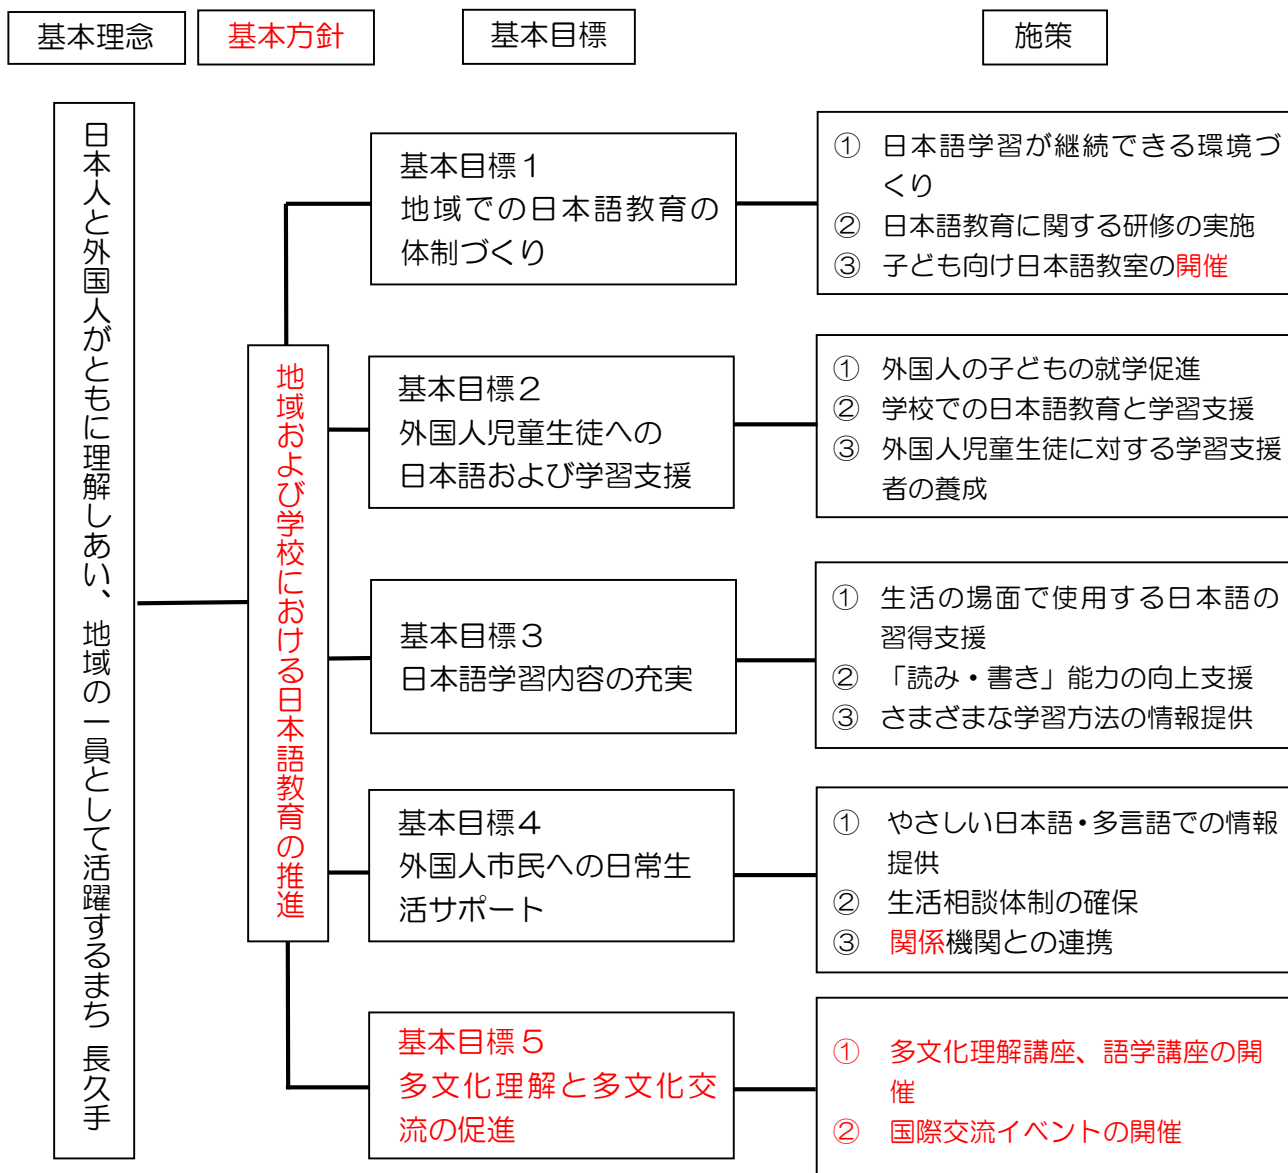 基本理念
基本方針
基本目標
施策
日本人と外国人がともに理解しあい、地域の一員として活躍するまち 長久手
地域および学校における日本語教育の推進
基本目標１
地域での日本語教育の
体制づくり
① 日本語学習が継続できる環境づ
くり
② 日本語教育に関する研修の実施
③ 子ども向け日本語教室の開催
基本目標２
外国人児童生徒への
日本語および学習支援
① 外国人の子どもの就学促進
② 学校での日本語教育と学習支援
③ 外国人児童生徒に対する学習支援
者の養成
基本目標３
日本語学習内容の充実
① 生活の場面で使用する日本語の
習得支援
② 「読み・書き」能力の向上支援
③ さまざまな学習方法の情報提供
基本目標４
外国人市民への日常生
活サポート
① やさしい日本語・多言語での情報
提供
② 生活相談体制の確保
③ 関係機関との連携
基本目標５
多文化理解と多文化交
流の促進
① 多文化理解講座、語学講座の開
催
② 国際交流イベントの開催